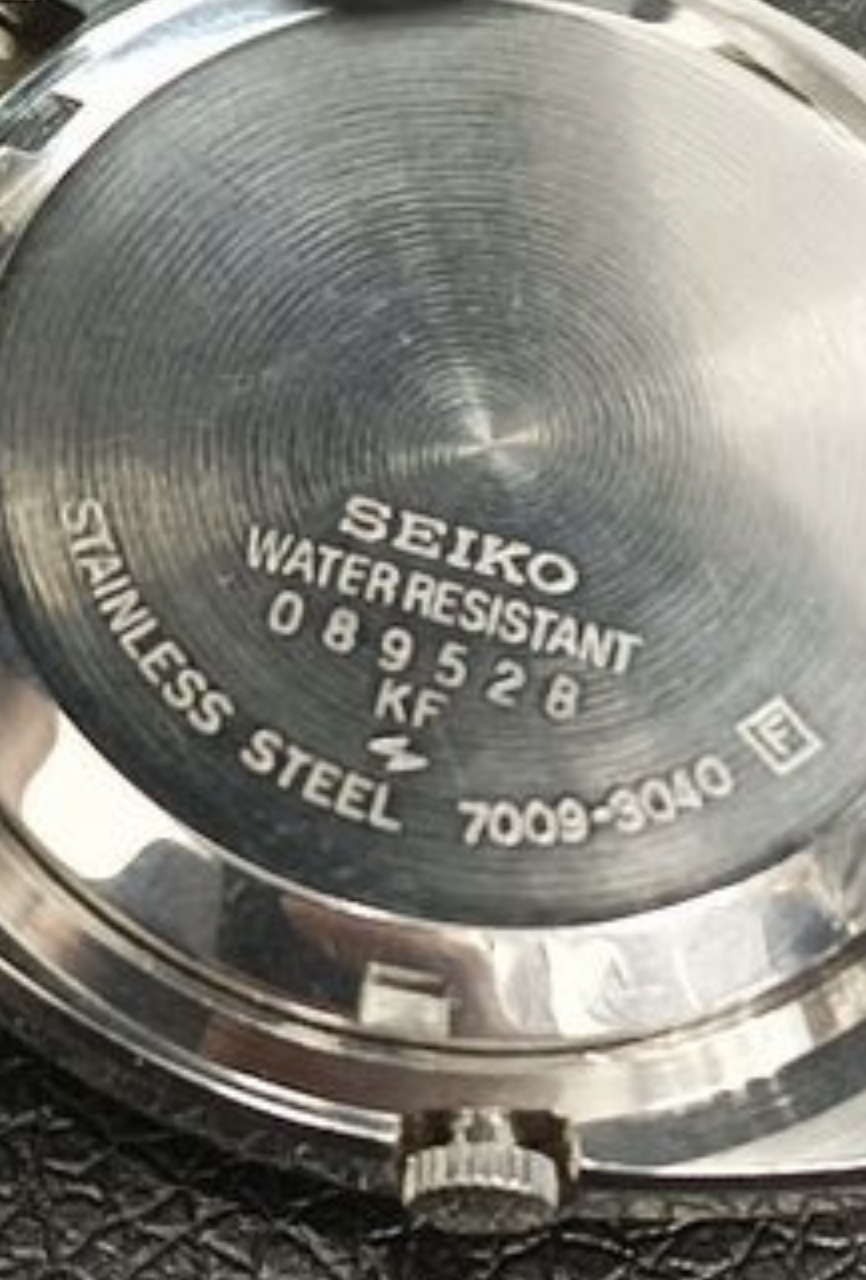 SEIKO
WATER RESISTANT
089528
KF
STAINLESS STEEL 7009-3040 F